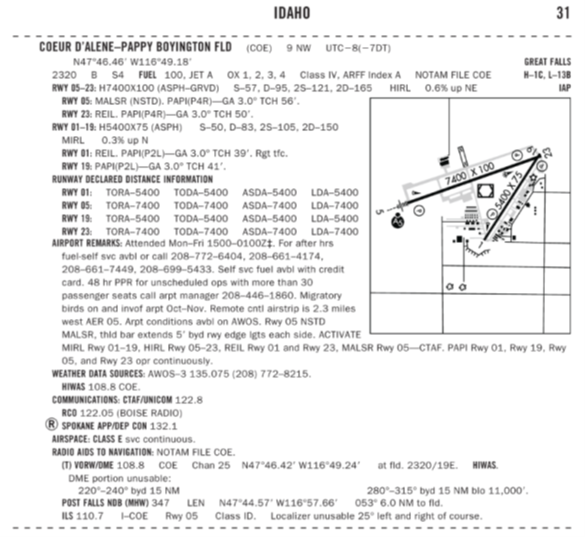 IDAHO 31
COEUR D'ALENE–PAPPY BOYINGTON FLD (COE) 9 NW UTC–8(–7DT)
N47°46.46' W116°49.18' GREAT FALLS
2320 B S4 FUEL 100, JET A OX 1, 2, 3, 4 Class IV, ARFF Index A NOTAM FILE COE H–1C, L–13B
RWY 05–23: H7400X100 (ASPH–GRVD) S–57, D–95, 2S–121, 2D–165 HIRL 0.6% up NE IAP
RWY 05: MALSR (NSTD). PAPI(P4R)—GA 3.0° TCH 56'.
RWY 23: REIL. PAPI(P4R)—GA 3.0° TCH 50'.
RWY 01–19: H5400X75 (ASPH) S–50, D–83, 2S–105, 2D–150
MIRL 0.3% up N
RWY 01: REIL. PAPI(P2L)—GA 3.0° TCH 39'. Rgt tfc.
RWY 19: PAPI(P2L)—GA 3.0° TCH 41'.
RUNWAY DECLARED DISTANCE INFORMATION
RWY 01: TORA–5400 TODA–5400 ASDA–5400 LDA–5400
RWY 05: TORA–7400 TODA–7400 ASDA–7400 LDA–7400
RWY 19: TORA–5400 TODA–5400 ASDA–5400 LDA–5400
RWY 23: TORA–7400 TODA–7400 ASDA–7400 LDA–7400
AIRPORT REMARKS: Attended Mon–Fri 1500–0100Z‡. For after hrs
fuel–self svc avbl or call 208–772–6404, 208–661–4174,
208–661–7449, 208–699–5433. Self svc fuel avbl with credit
card. 48 hr PPR for unscheduled ops with more than 30
passenger seats call arpt manager 208–446–1860. Migratory
birds on and invof arpt Oct–Nov. Remote cntl airstrip is 2.3 miles
west AER 05. Arpt conditions avbl on AWOS. Rwy 05 NSTD
MALSR, thld bar extends 5' byd rwy edge lgts each side. ACTIVATE
MIRL Rwy 01–19, HIRL Rwy 05–23, REIL Rwy 01 and Rwy 23, MALSR Rwy 05—CTAF. PAPI Rwy 01, Rwy 19, Rwy
05, and Rwy 23 opr continuously.
WEATHER DATA SOURCES: AWOS–3 135.075 (208) 772–8215.
HIWAS 108.8 COE.
COMMUNICATIONS: CTAF/UNICOM 122.8
RCO 122.05 (BOISE RADIO)
Ⓡ SPOKANE APP/DEP CON 132.1
AIRSPACE: CLASS E svc continuous.
RADIO AIDS TO NAVIGATION: NOTAM FILE COE.
(T) VORW/DME 108.8 COE Chan 25 N47°46.42' W116°49.24' at fld. 2320/19E. HIWAS.
DME portion unusable:
220°–240° byd 15 NM 280°–315° byd 15 NM blo 11,000'.
POST FALLS NDB (MHW) 347 LEN N47°44.57' W116°57.66' 053° 6.0 NM to fld.
ILS 110.7 I–COE Rwy 05 Class ID. Localizer unusable 25° left and right of course.
7400 X 100
5400 X 75
5
23
19
1